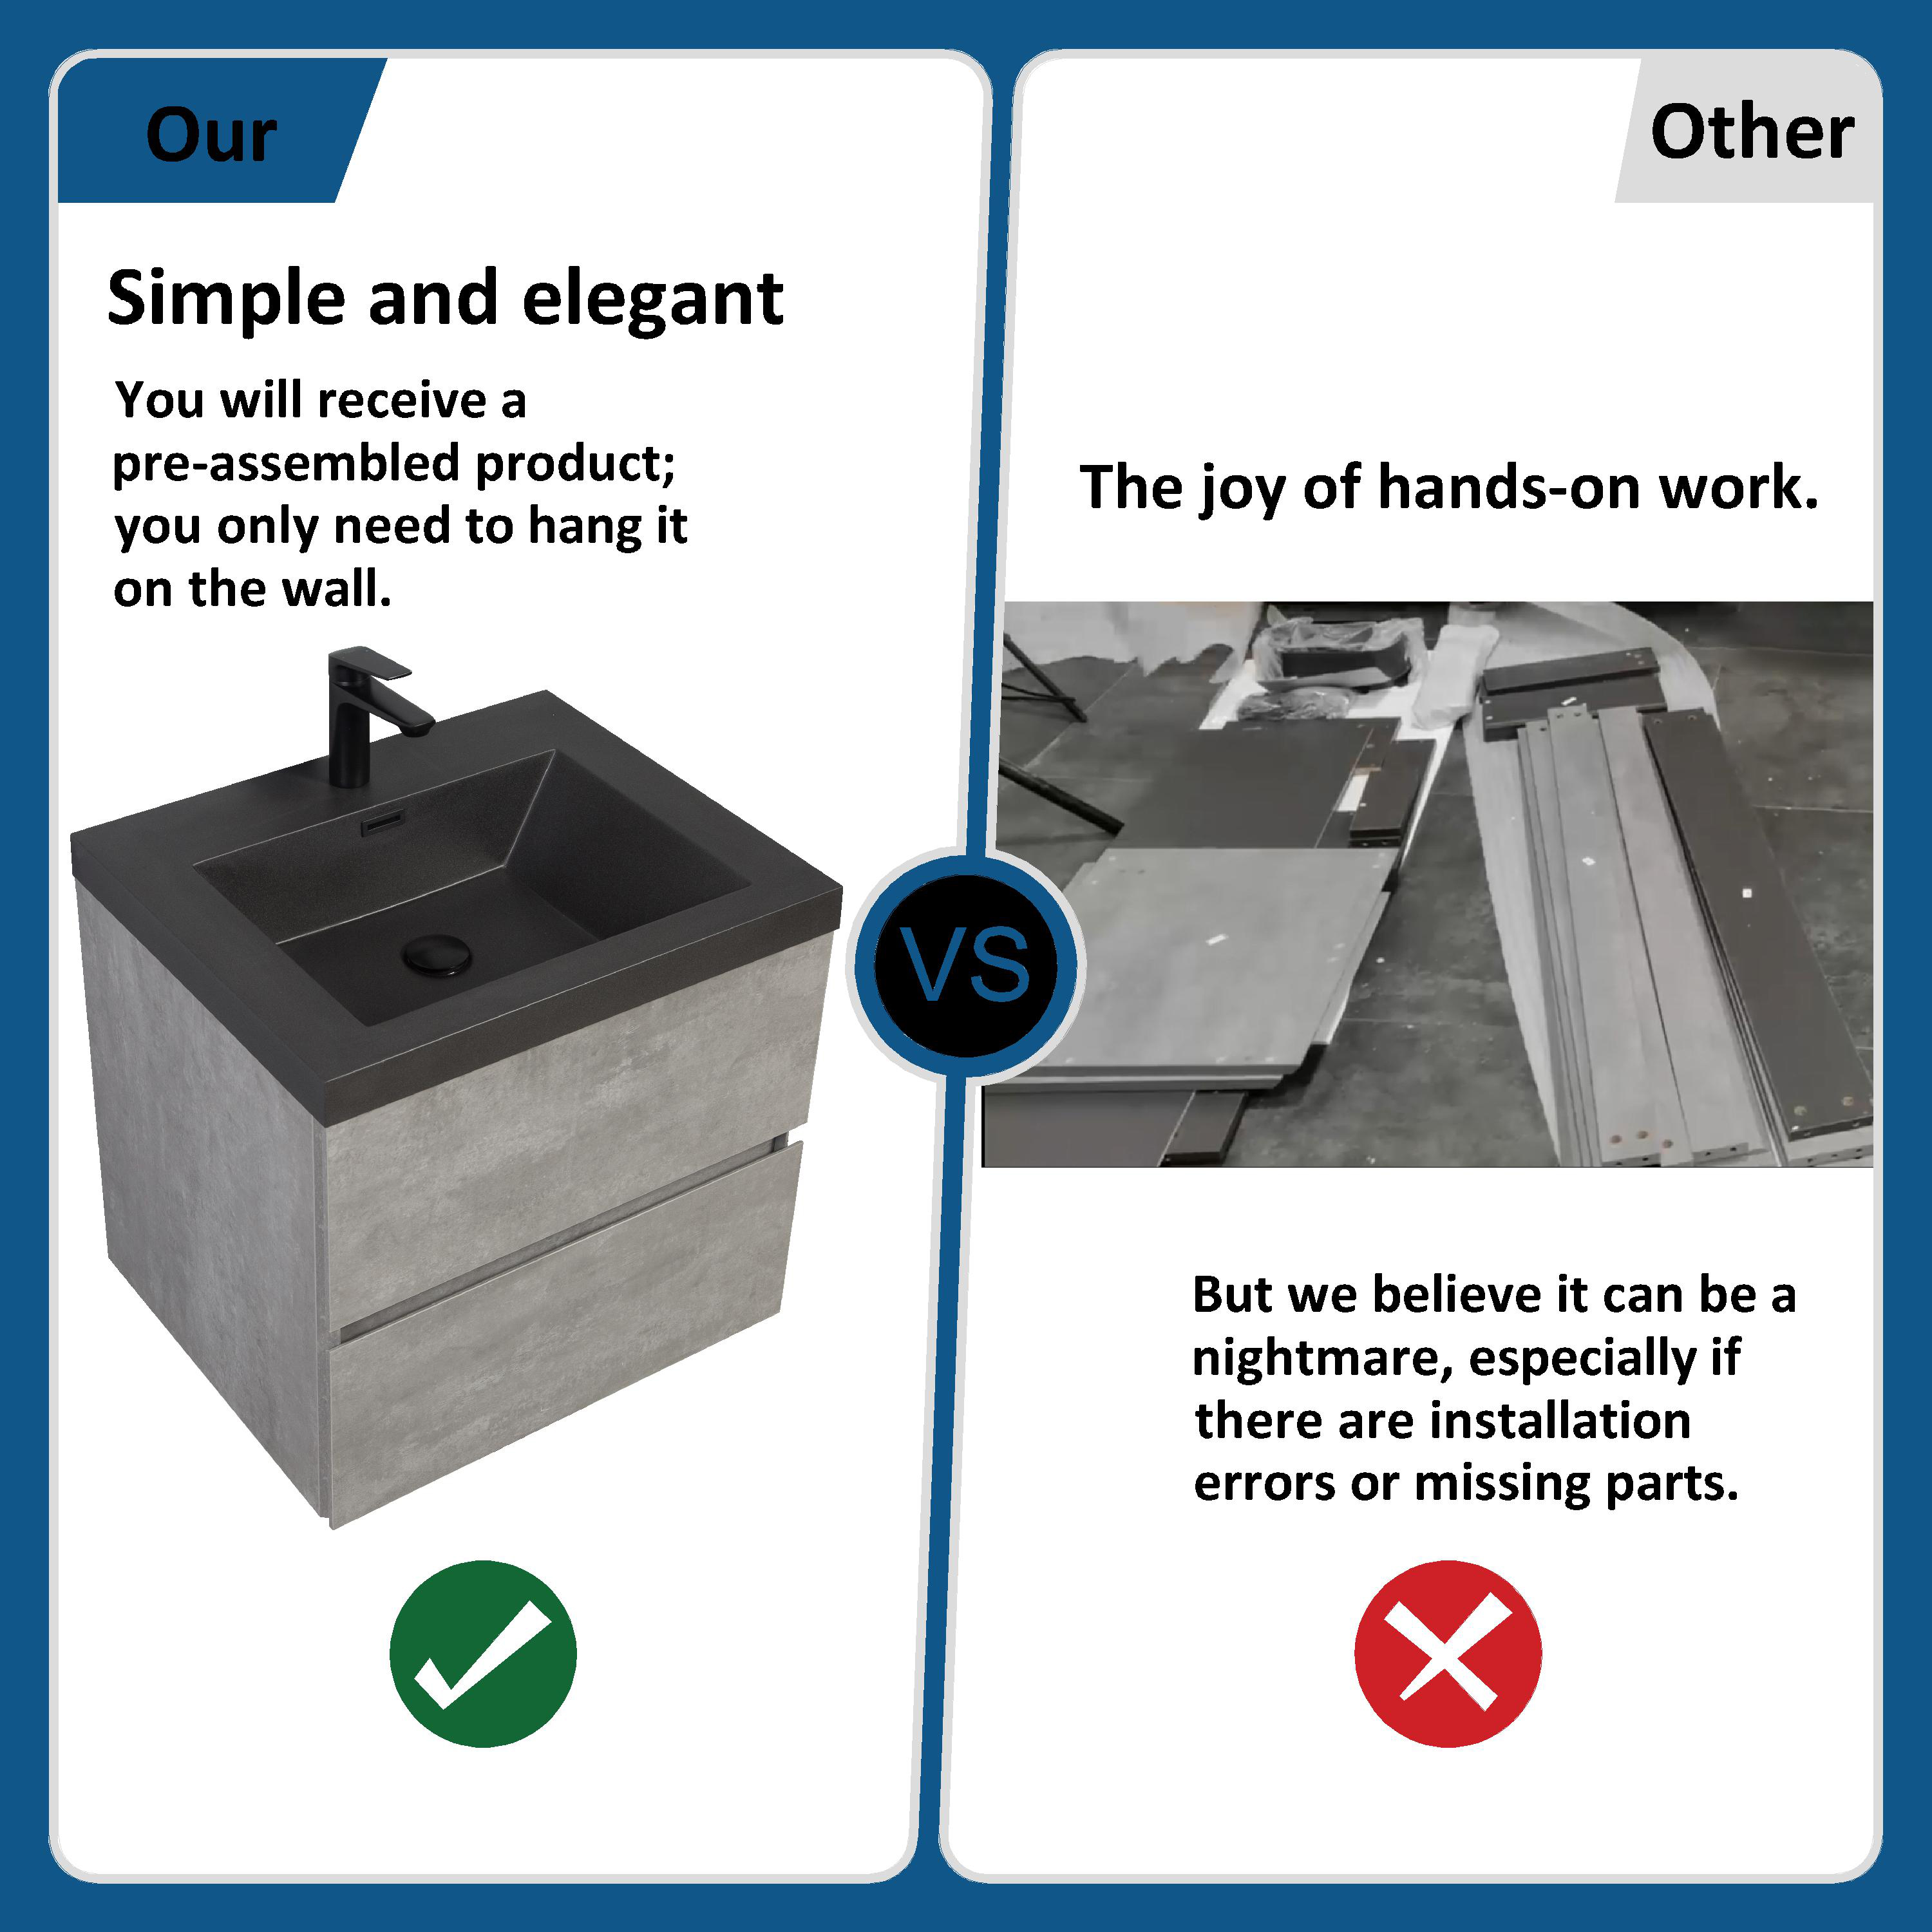 Our
Simple and elegant
You will receive a
pre-assembled product;
you only need to hang it
on the wall.
VS
Other
The joy of hands-on work.
But we believe it can be a
nightmare, especially if
there are installation
errors or missing parts.